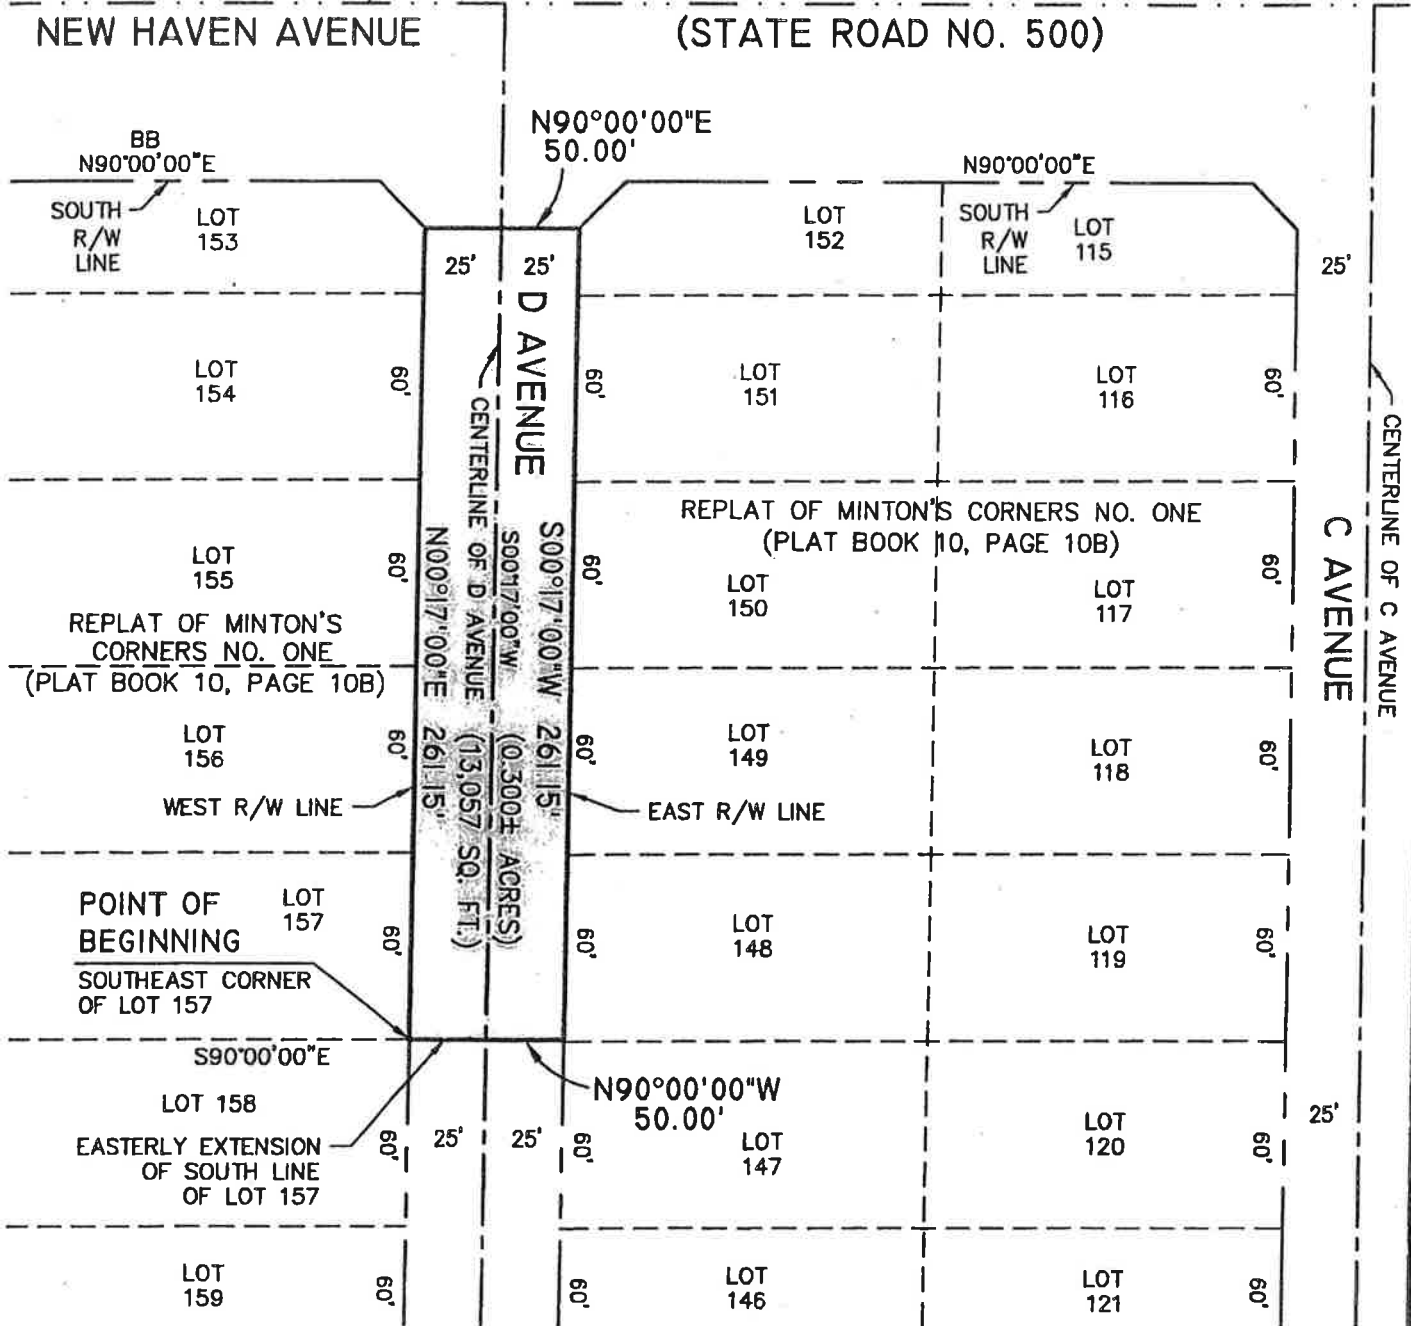 NEW HAVEN AVENUE
(STATE ROAD NO. 500)
N90°00'00"E
50.00'
BB
N90°00'00"E
N90°00'00"E
SOUTH
R/W
LINE
LOT
153
LOT
152
SOUTH
R/W
LINE
LOT
115
25'
25'
25'
D AVENUE
LOT
154
60'
60'
LOT
151
LOT
116
60'
CENTERLINE OF C AVENUE
C AVENUE
CENTERLINE OF D AVENUE
(13,057 SQ. FT.)
S00°17'00"W
(0.300± ACRES)
S00°17'00"W 261.15'
N00°17'00"E 261.15'
REPLAT OF MINTON'S CORNERS NO. ONE
(PLAT BOOK 10, PAGE 10B)
LOT
155
60'
60'
LOT
150
LOT
117
60'
REPLAT OF MINTON'S
CORNERS NO. ONE
(PLAT BOOK 10, PAGE 10B)
LOT
156
60'
60'
LOT
149
LOT
118
60'
WEST R/W LINE
EAST R/W LINE
POINT OF
BEGINNING
LOT
157
60'
60'
LOT
148
LOT
119
60'
SOUTHEAST CORNER
OF LOT 157
S90°00'00"E
N90°00'00"W
50.00'
LOT 158
EASTERLY EXTENSION
OF SOUTH LINE
OF LOT 157
60'
25'
25'
60'
LOT
147
LOT
120
60'
25'
LOT
159
60'
60'
LOT
146
LOT
121
60'